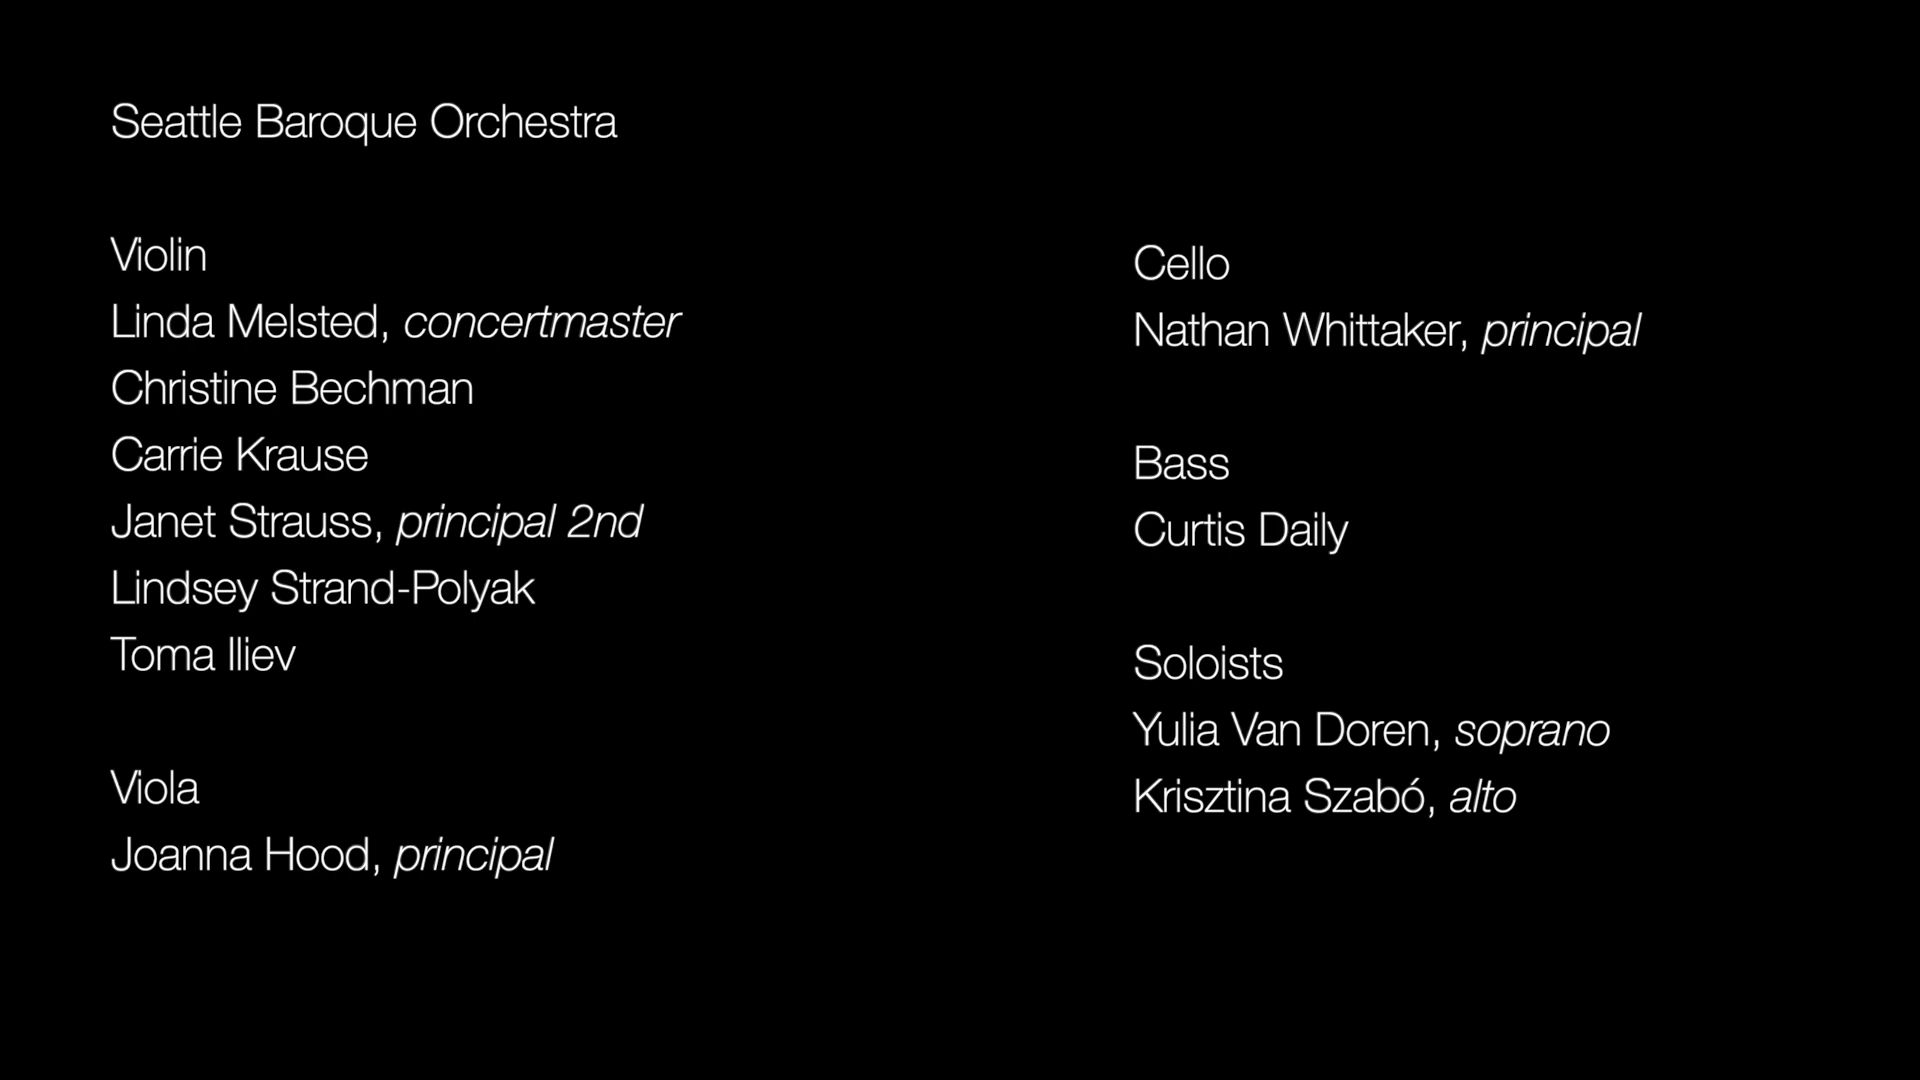 Seattle Baroque Orchestra
Violin
Linda Melsted, concertmaster
Christine Bechman
Carrie Krause
Janet Strauss, principal 2nd
Lindsey Strand-Polyak
Toma Iliev
Viola
Joanna Hood, principal
Cello
Nathan Whittaker, principal
Bass
Curtis Daily
Soloists
Yulia Van Doren, soprano
Krisztina Szabó, alto